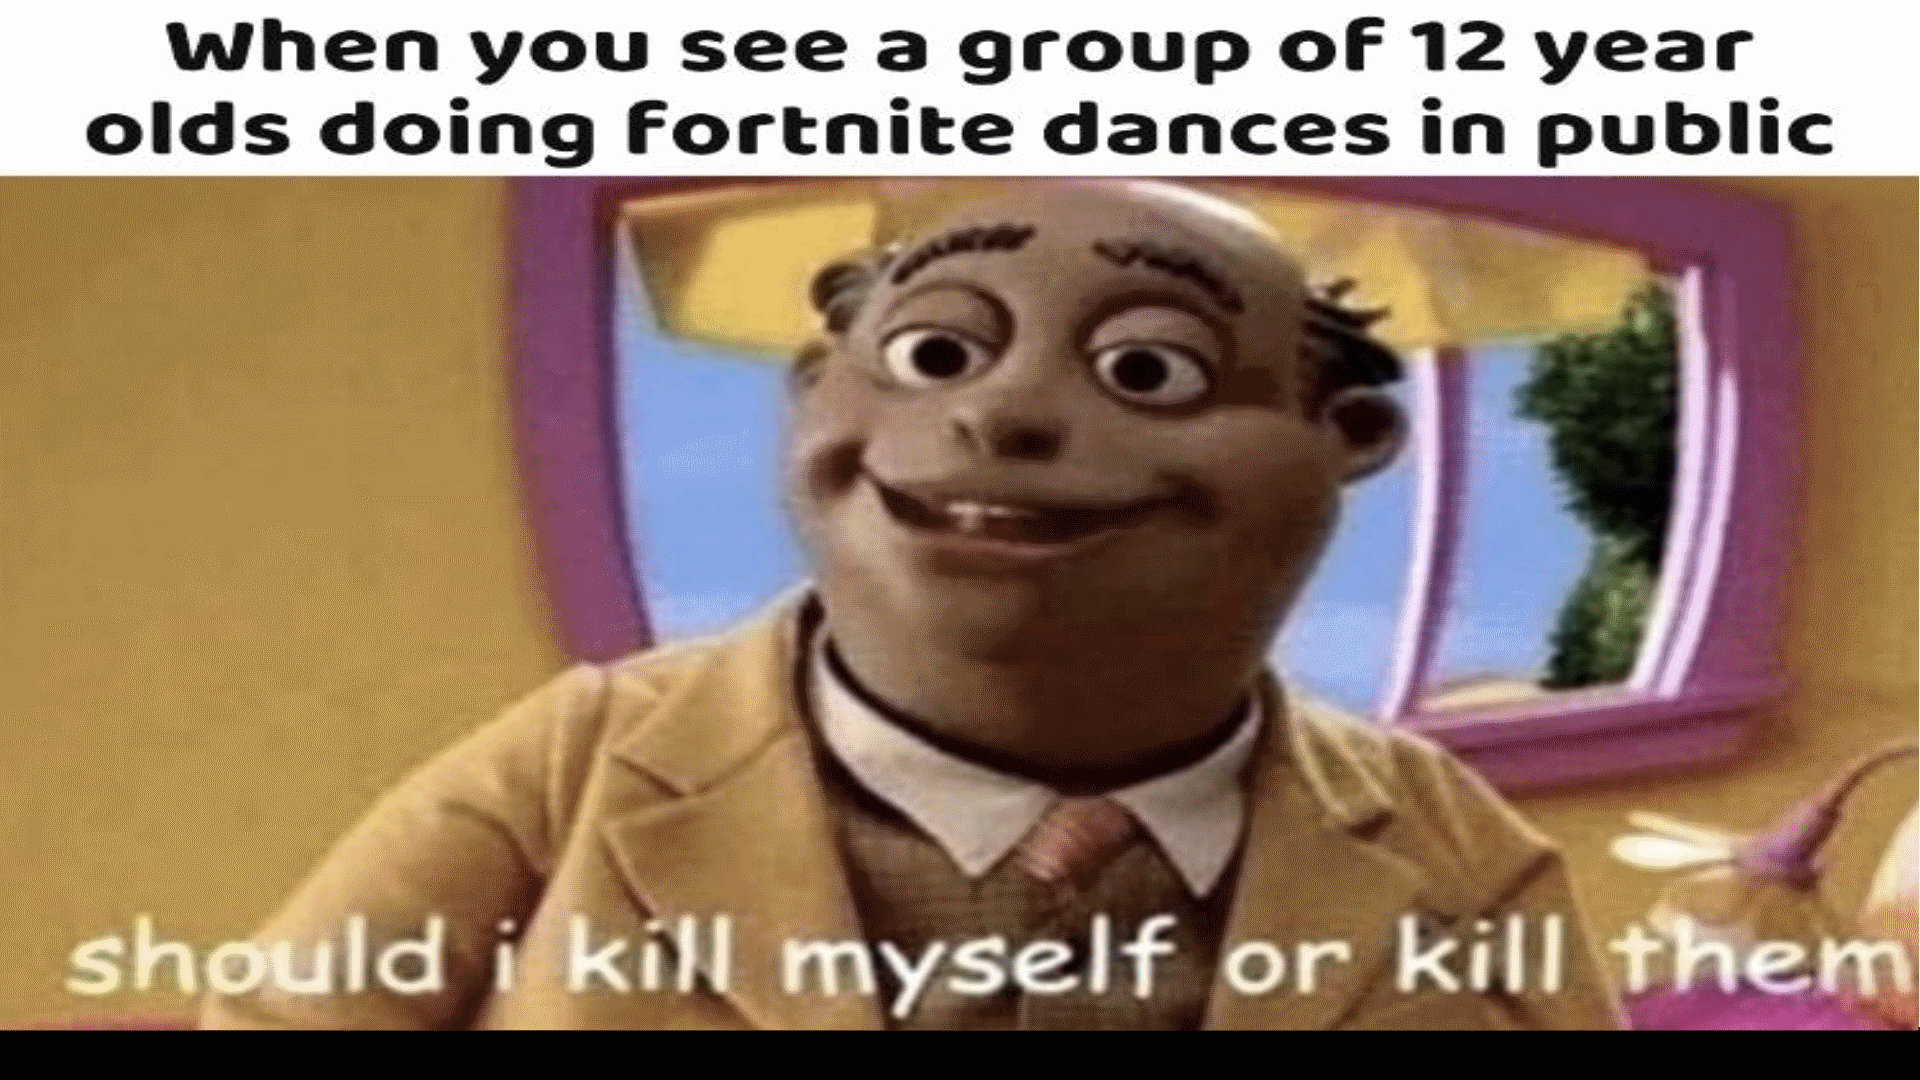 When you see a group of 12 year
olds doing fortnite dances in public
should i kill myself or kill them